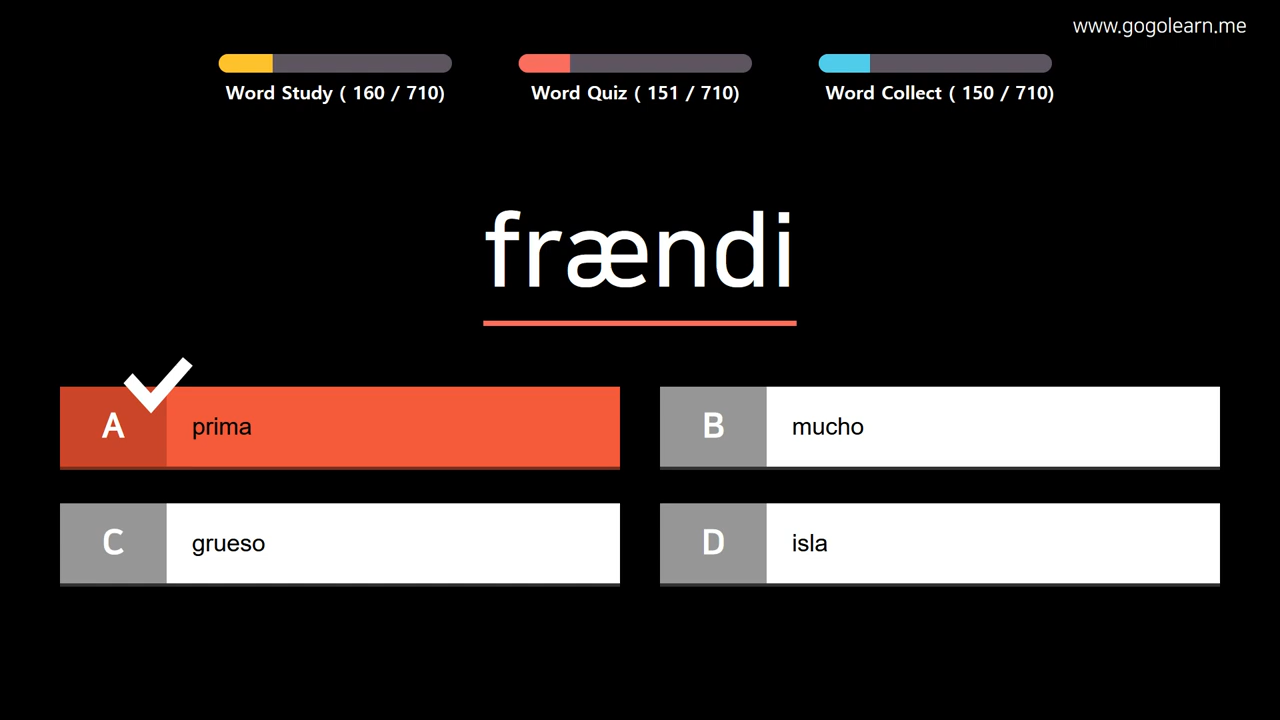 www.gogolearn.me
Word Study ( 160 / 710)
Word Quiz ( 151 / 710)
Word Collect ( 150 / 710)
frændi
A prima
B mucho
C grueso
D isla